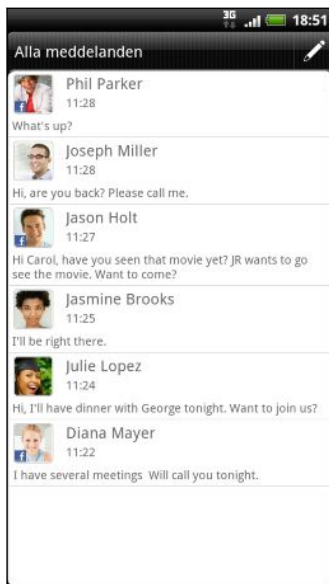 3G 18:51
Alla meddelanden
Phil Parker
11:28
What's up?
Joseph Miller
11:28
Hi, are you back? Please call me.
Jason Holt
11:27
Hi Carol, have you seen that movie yet? JR wants to go
see the movie. Want to come?
Jasmine Brooks
11:25
I'll be right there.
Julie Lopez
11:24
Hi, I'll have dinner with George tonight. Want to join us?
Diana Mayer
11:22
I have several meetings  Will call you tonight.